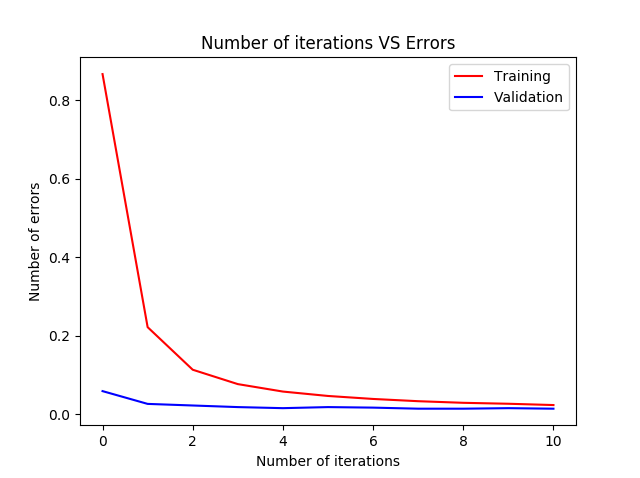 Number of iterations VS Errors
Training
Validation
Number of errors
0.8
0.6
0.4
0.2
0.0
0 2 4 6 8 10
Number of iterations